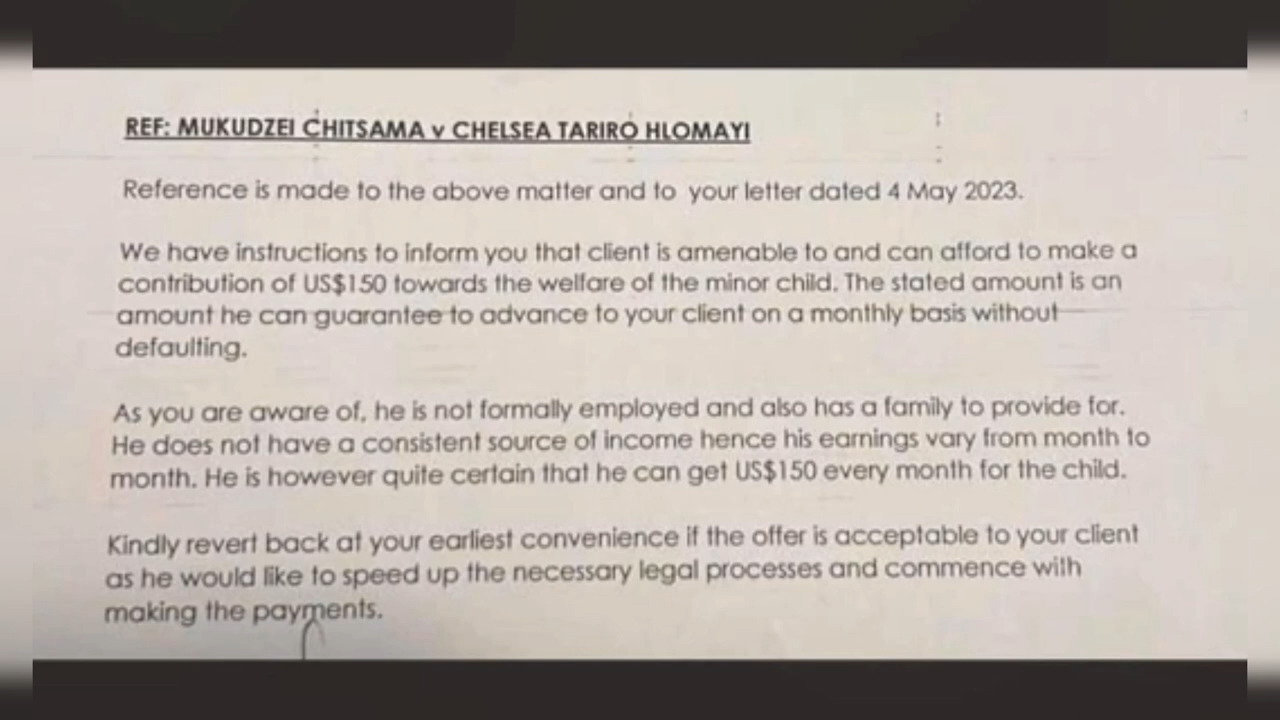 REF: MUKUDZEI CHITSAMA v CHELSEA TARIRO HLOMAYI
Reference is made to the above matter and to your letter dated 4 May 2023.
We have instructions to inform you that client is amenable to and can afford to make a
contribution of US$150 towards the welfare of the minor child. The stated amount is an
amount he can guarantee to advance to your client on a monthly basis without
defaulting.
As you are aware of, he is not formally employed and also has a family to provide for.
He does not have a consistent source of income hence his earnings vary from month to
month. He is however quite certain that he can get US$150 every month for the child.
Kindly revert back at your earliest convenience if the offer is acceptable to your client
as he would like to speed up the necessary legal processes and commence with
making the payments.